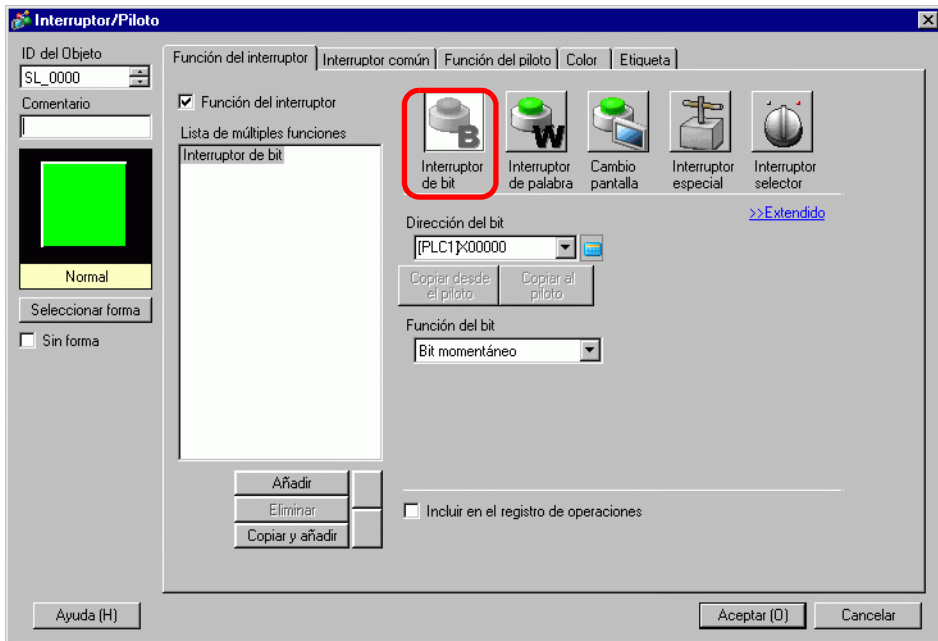 Interruptor/Piloto
ID del Objeto
SL_0000
Comentario
Normal
Seleccionar forma
Sin forma
Función del interruptor
Interruptor común
Función del piloto
Color
Etiqueta
Función del interruptor
Lista de múltiples funciones
Interruptor de bit
Añadir
Eliminar
Copiar y añadir
B
Interruptor
de bit
W
Interruptor
de palabra
Cambio
pantalla
Interruptor
especial
Interruptor
selector
>>Extendido
Dirección del bit
[PLC1]X00000
Copiar desde
el piloto
Copiar al
piloto
Función del bit
Bit momentáneo
Incluir en el registro de operaciones
Ayuda (H)
Aceptar (O)
Cancelar